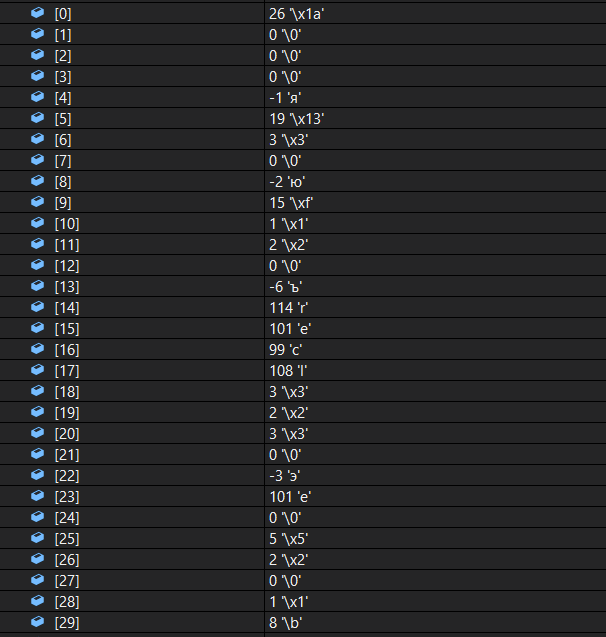 [0] 26 '\x1a'
[1] 0 '\0'
[2] 0 '\0'
[3] 0 '\0'
[4] -1 'я'
[5] 19 '\x13'
[6] 3 '\x3'
[7] 0 '\0'
[8] -2 'ю'
[9] 15 '\xf'
[10] 1 '\x1'
[11] 2 '\x2'
[12] 0 '\0'
[13] -6 'ъ'
[14] 114 'r'
[15] 101 'e'
[16] 99 'c'
[17] 108 'l'
[18] 3 '\x3'
[19] 2 '\x2'
[20] 3 '\x3'
[21] 0 '\0'
[22] -3 'э'
[23] 101 'e'
[24] 0 '\0'
[25] 5 '\x5'
[26] 2 '\x2'
[27] 0 '\0'
[28] 1 '\x1'
[29] 8 '\b'